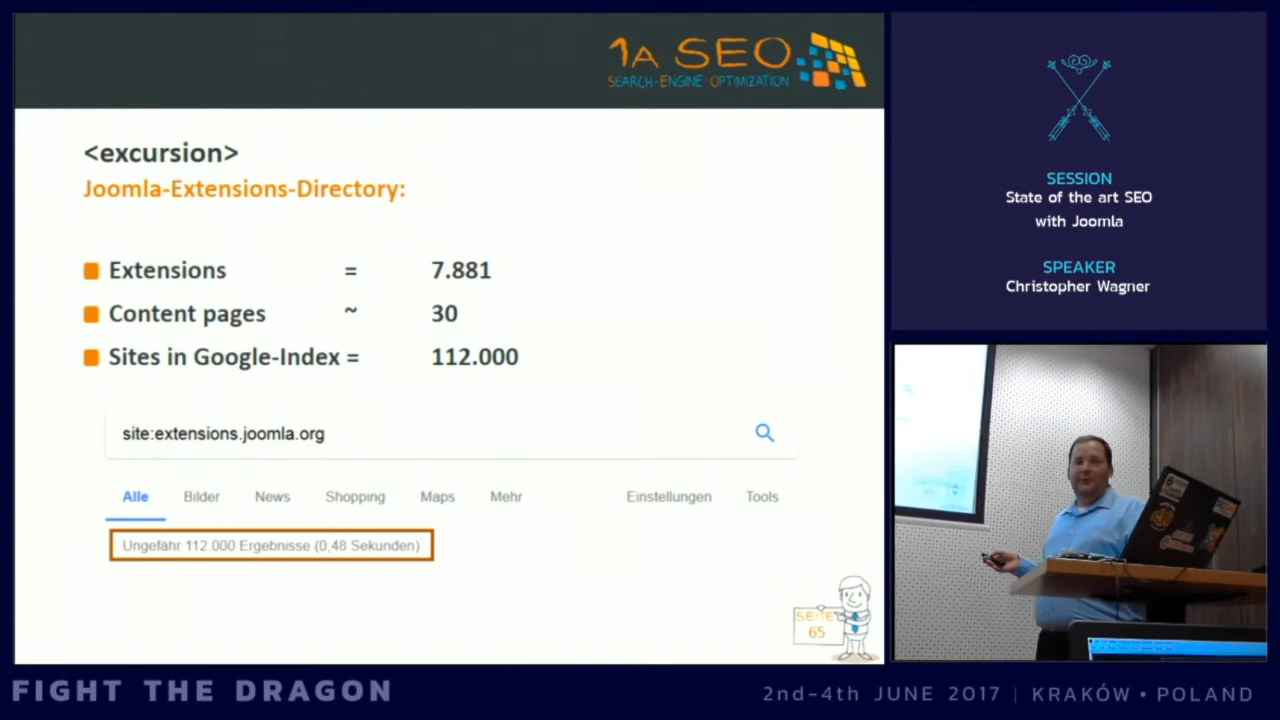 1A SEO
SEARCH-ENGINE-OPTIMIZATION
<excursion>
Joomla-Extensions-Directory:
Extensions = 7.881
Content pages ~ 30
Sites in Google-Index = 112.000
site:extensions.joomla.org
Alle Bilder News Shopping Maps Mehr Einstellungen Tools
Ungefähr 112.000 Ergebnisse (0,48 Sekunden)
SEITE
65
SESSION
State of the art SEO
with Joomla
SPEAKER
Christopher Wagner
FIGHT THE DRAGON
2nd-4th JUNE 2017 | KRAKÓW • POLAND